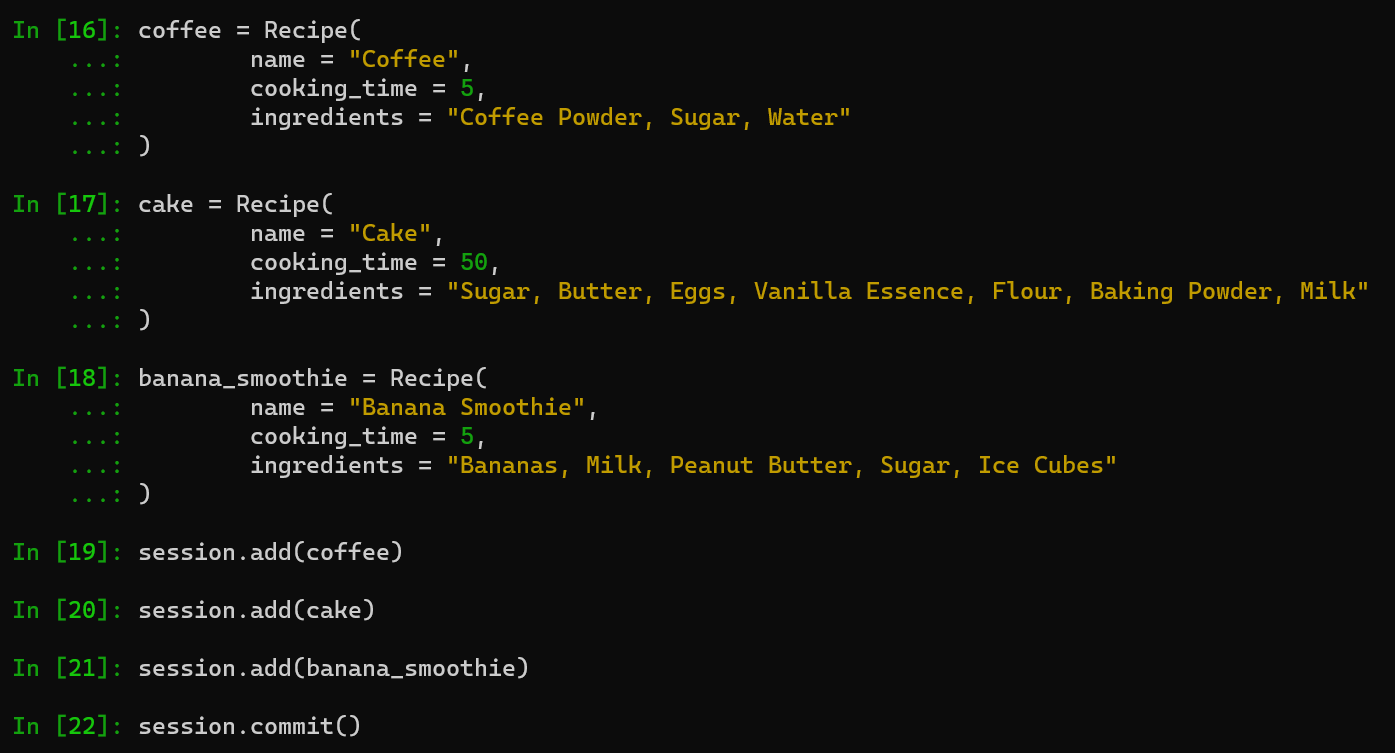 In [16]: coffee = Recipe(
    ...:         name = "Coffee",
    ...:         cooking_time = 5,
    ...:         ingredients = "Coffee Powder, Sugar, Water"
    ...: )
In [17]: cake = Recipe(
    ...:         name = "Cake",
    ...:         cooking_time = 50,
    ...:         ingredients = "Sugar, Butter, Eggs, Vanilla Essence, Flour, Baking Powder, Milk"
    ...: )
In [18]: banana_smoothie = Recipe(
    ...:         name = "Banana Smoothie",
    ...:         cooking_time = 5,
    ...:         ingredients = "Bananas, Milk, Peanut Butter, Sugar, Ice Cubes"
    ...: )
In [19]: session.add(coffee)
In [20]: session.add(cake)
In [21]: session.add(banana_smoothie)
In [22]: session.commit()